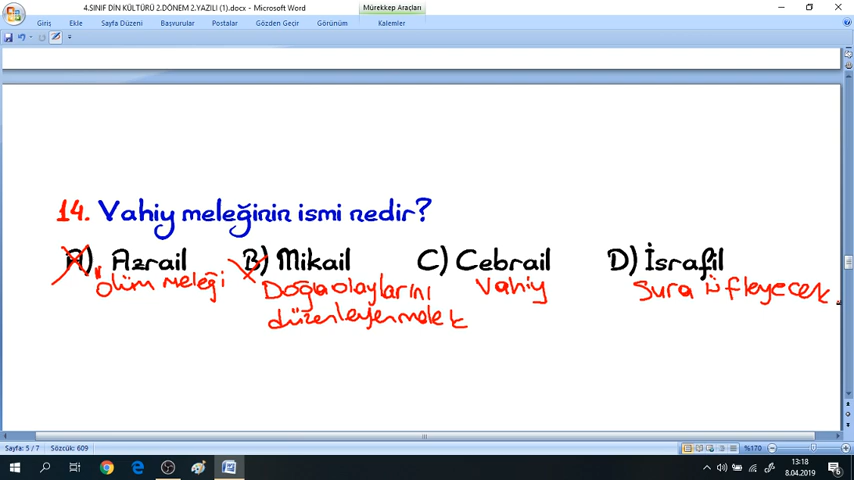 4.SINIF DİN KÜLTÜRÜ 2.DÖNEM 2.YAZILI (1).docx - Microsoft Word
Mürekkep Araçları
Giriş Ekle Sayfa Düzeni Başvurular Postalar Gözden Geçir Görünüm Kalemler
14. Vahiy meleğinin ismi nedir?
A) Azrail B) Mikail C) Cebrail D) İsrafil
ölüm meleği Doğa olaylarını Vahiy Sura üfleyecek
düzenleyen melek
Sayfa: 5 / 7 Sözcük: 609 %170
13:18
8.04.2019
6